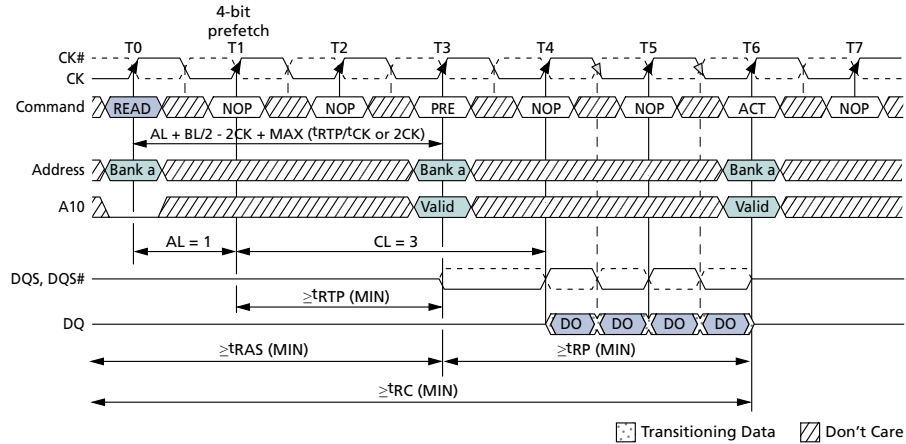 4-bit
prefetch
T0 T1 T2 T3 T4 T5 T6 T7
CK#
CK
Command READ NOP NOP PRE NOP NOP ACT NOP
AL + BL/2 - 2CK + MAX (tRTP/tCK or 2CK)
Address Bank a Bank a Bank a
A10 Valid Valid
AL = 1 CL = 3
DQS, DQS#
≥tRTP (MIN)
DQ DO DO DO DO
≥tRAS (MIN) ≥tRP (MIN)
≥tRC (MIN)
Transitioning Data Don't Care